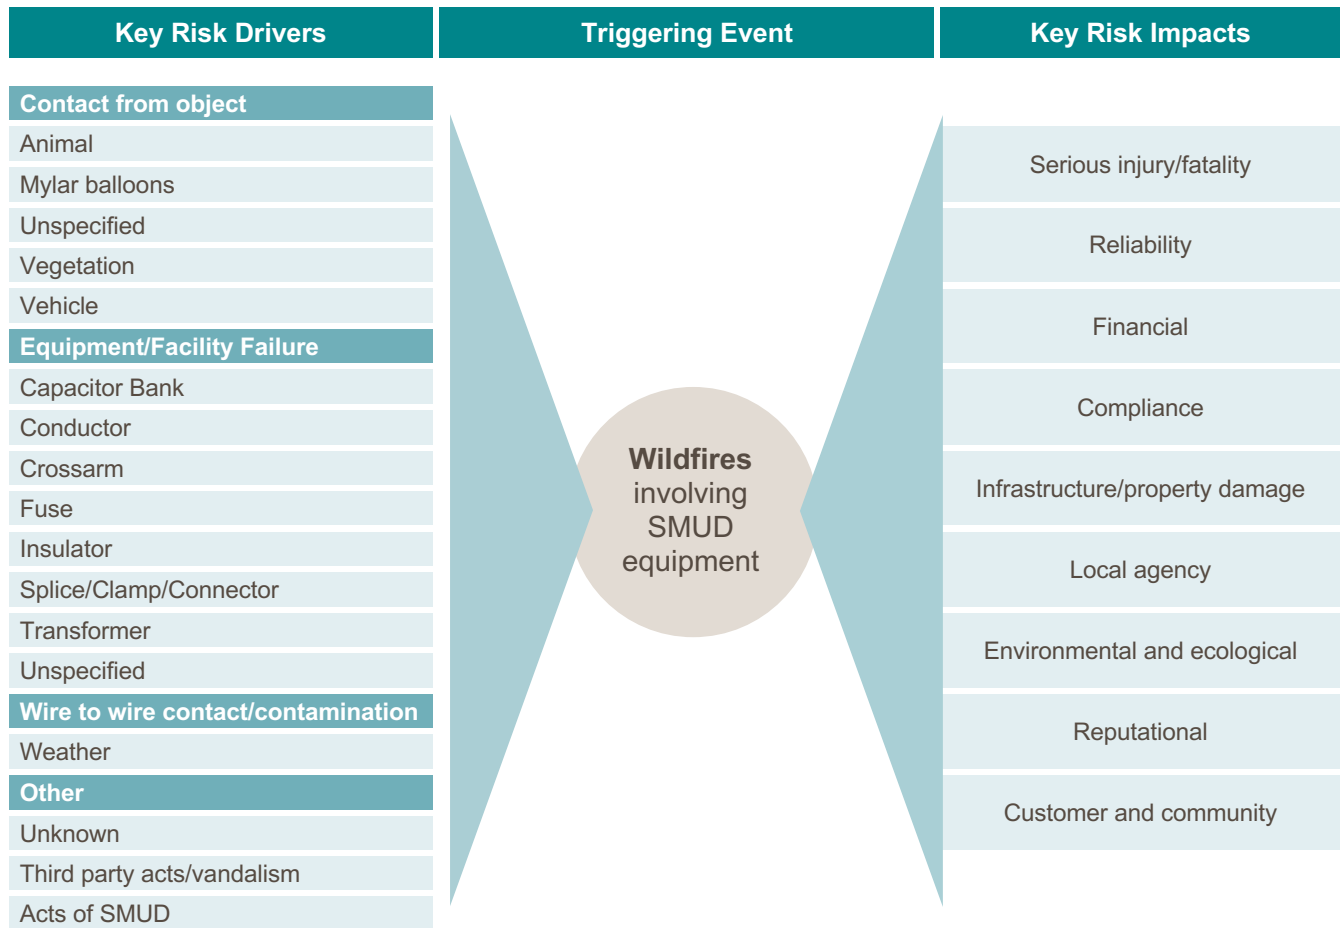 Key Risk Drivers
Triggering Event
Key Risk Impacts
Contact from object
Animal
Mylar balloons
Unspecified
Vegetation
Vehicle
Equipment/Facility Failure
Capacitor Bank
Conductor
Crossarm
Fuse
Insulator
Splice/Clamp/Connector
Transformer
Unspecified
Wire to wire contact/contamination
Weather
Other
Unknown
Third party acts/vandalism
Acts of SMUD
Wildfires
involving
SMUD
equipment
Serious injury/fatality
Reliability
Financial
Compliance
Infrastructure/property damage
Local agency
Environmental and ecological
Reputational
Customer and community